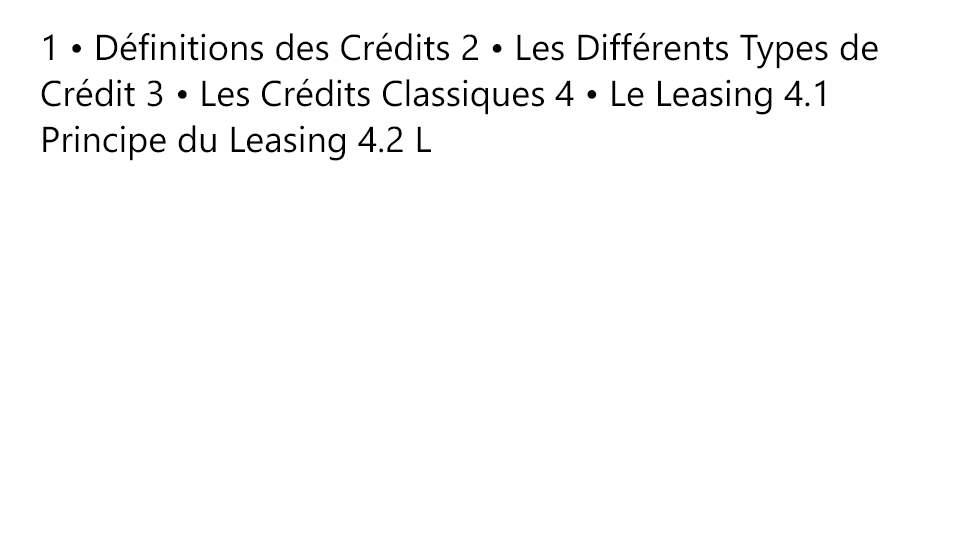 1 • Définitions des Crédits 2 • Les Différents Types de
Crédit 3 • Les Crédits Classiques 4 • Le Leasing 4.1
Principe du Leasing 4.2 L